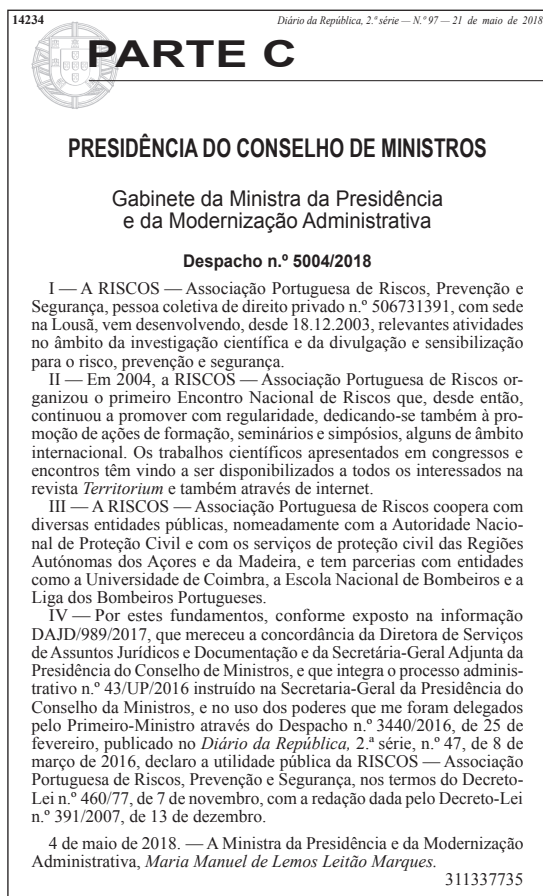 14234
Diário da República, 2.ª série — N.º 97 — 21 de maio de 2018
PARTE C
PRESIDÊNCIA DO CONSELHO DE MINISTROS
Gabinete da Ministra da Presidência
e da Modernização Administrativa
Despacho n.º 5004/2018
I — A RISCOS — Associação Portuguesa de Riscos, Prevenção e
Segurança, pessoa coletiva de direito privado n.º 506731391, com sede
na Lousã, vem desenvolvendo, desde 18.12.2003, relevantes atividades
no âmbito da investigação científica e da divulgação e sensibilização
para o risco, prevenção e segurança.
II — Em 2004, a RISCOS — Associação Portuguesa de Riscos or-
ganizou o primeiro Encontro Nacional de Riscos que, desde então,
continuou a promover com regularidade, dedicando-se também à pro-
moção de ações de formação, seminários e simpósios, alguns de âmbito
internacional. Os trabalhos científicos apresentados em congressos e
encontros têm vindo a ser disponibilizados a todos os interessados na
revista Territorium e também através de internet.
III — A RISCOS — Associação Portuguesa de Riscos coopera com
diversas entidades públicas, nomeadamente com a Autoridade Nacio-
nal de Proteção Civil e com os serviços de proteção civil das Regiões
Autónomas dos Açores e da Madeira, e tem parcerias com entidades
como a Universidade de Coimbra, a Escola Nacional de Bombeiros e a
Liga dos Bombeiros Portugueses.
IV — Por estes fundamentos, conforme exposto na informação
DAJD/989/2017, que mereceu a concordância da Diretora de Serviços
de Assuntos Jurídicos e Documentação e da Secretária-Geral Adjunta da
Presidência do Conselho de Ministros, e que integra o processo adminis-
trativo n.º 43/UP/2016 instruído na Secretaria-Geral da Presidência do
Conselho da Ministros, e no uso dos poderes que me foram delegados
pelo Primeiro-Ministro através do Despacho n.º 3440/2016, de 25 de
fevereiro, publicado no Diário da República, 2.ª série, n.º 47, de 8 de
março de 2016, declaro a utilidade pública da RISCOS — Associação
Portuguesa de Riscos, Prevenção e Segurança, nos termos do Decreto-
Lei n.º 460/77, de 7 de novembro, com a redação dada pelo Decreto-Lei
n.º 391/2007, de 13 de dezembro.
4 de maio de 2018. — A Ministra da Presidência e da Modernização
Administrativa, Maria Manuel de Lemos Leitão Marques.
311337735